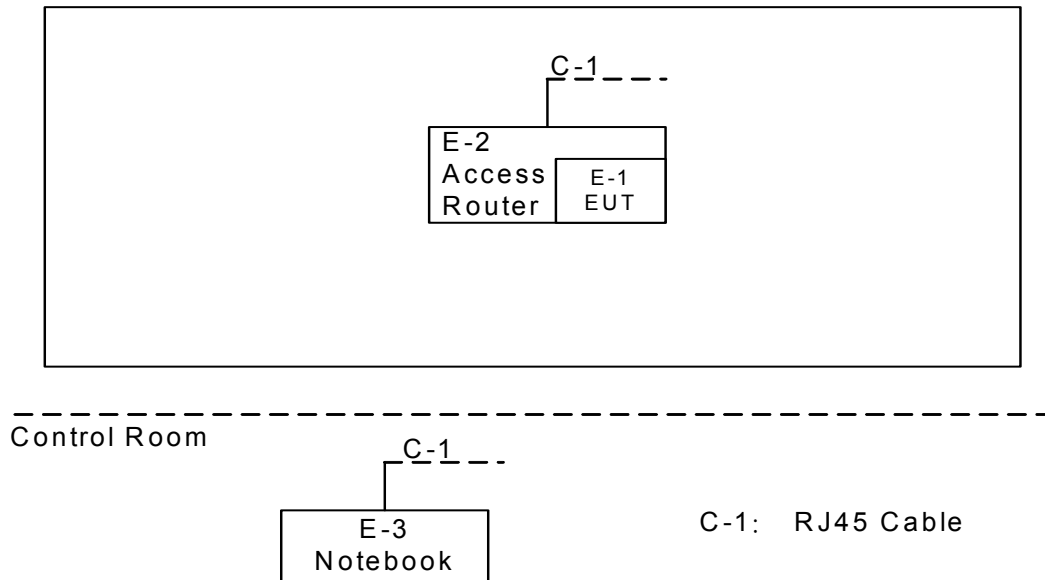 C-1
E-2
Access
Router
E-1
EUT
Control Room
C-1
E-3
Notebook
C-1: RJ45 Cable